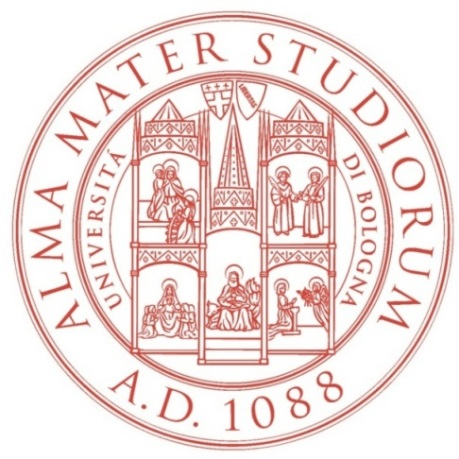 ALMA MATER STUDIORUM
A.D. 1088
UNIVERSITÁ
DI BOLOGNA